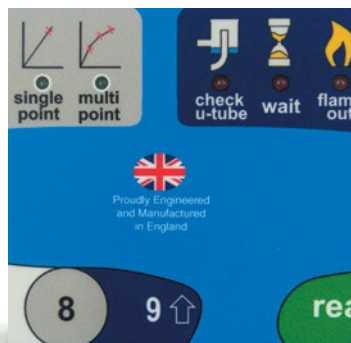 single
point
multi
point
check
u-tube
wait
flam
out
Proudly Engineered
and Manufactured
in England
8
9
rea